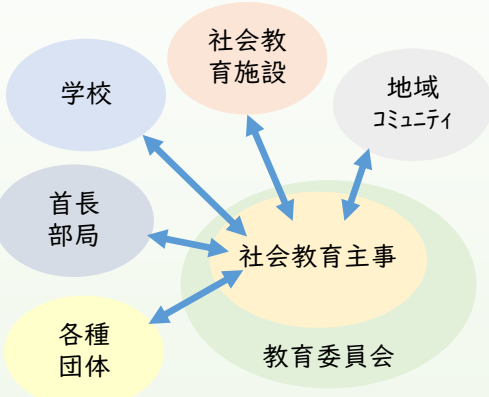 社会教
育施設
学校
地域
コミュニティ
首長
部局
社会教育主事
各種
団体
教育委員会